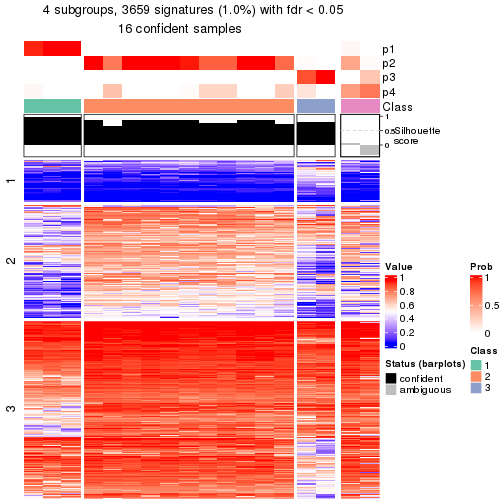 4 subgroups, 3659 signatures (1.0%) with fdr < 0.05
16 confident samples
p1
p2
p3
p4
Class
1
0.5
0
Silhouette
score
1
2
3
Value
1
0.8
0.6
0.4
0.2
0
Status (barplots)
confident
ambiguous
Prob
1
0.5
0
Class
1
2
3